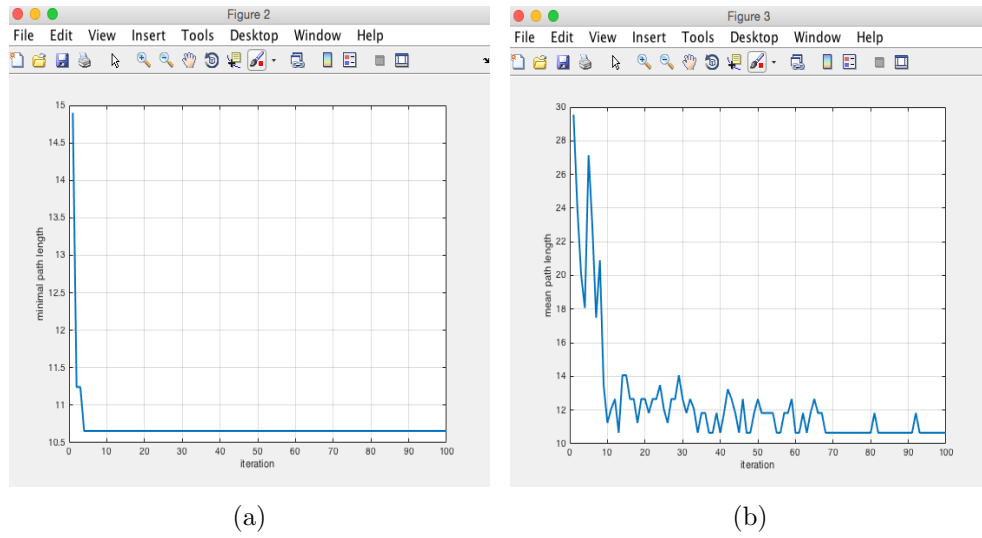 Figure 2
File Edit View Insert Tools Desktop Window Help
15
14.5
14
13.5
13
12.5
12
11.5
11
10.5
minimal path length
0 10 20 30 40 50 60 70 80 90 100
iteration
(a)
Figure 3
File Edit View Insert Tools Desktop Window Help
30
28
26
24
22
20
18
16
14
12
10
mean path length
0 10 20 30 40 50 60 70 80 90 100
iteration
(b)